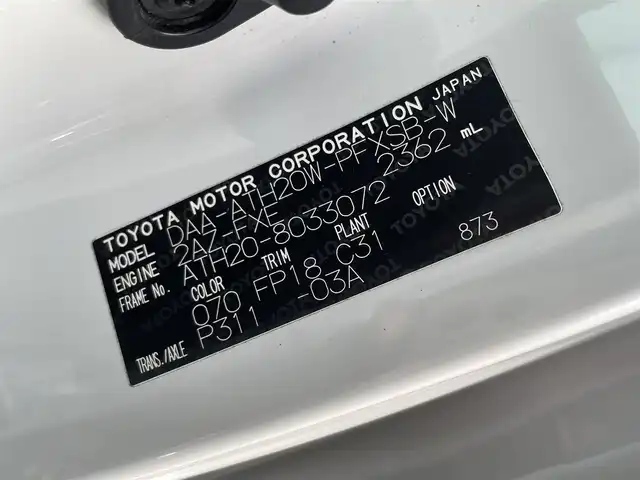 TOYOTA MOTOR CORPORATION JAPAN
MODEL DAA-ATH20W-PFXSB-W
ENGINE 2AZ-FXE 2362 mL
FRAME No. ATH20-8033072
COLOR TRIM PLANT OPTION
070 FP18 C31 873
TRANS./AXLE P311 -03A